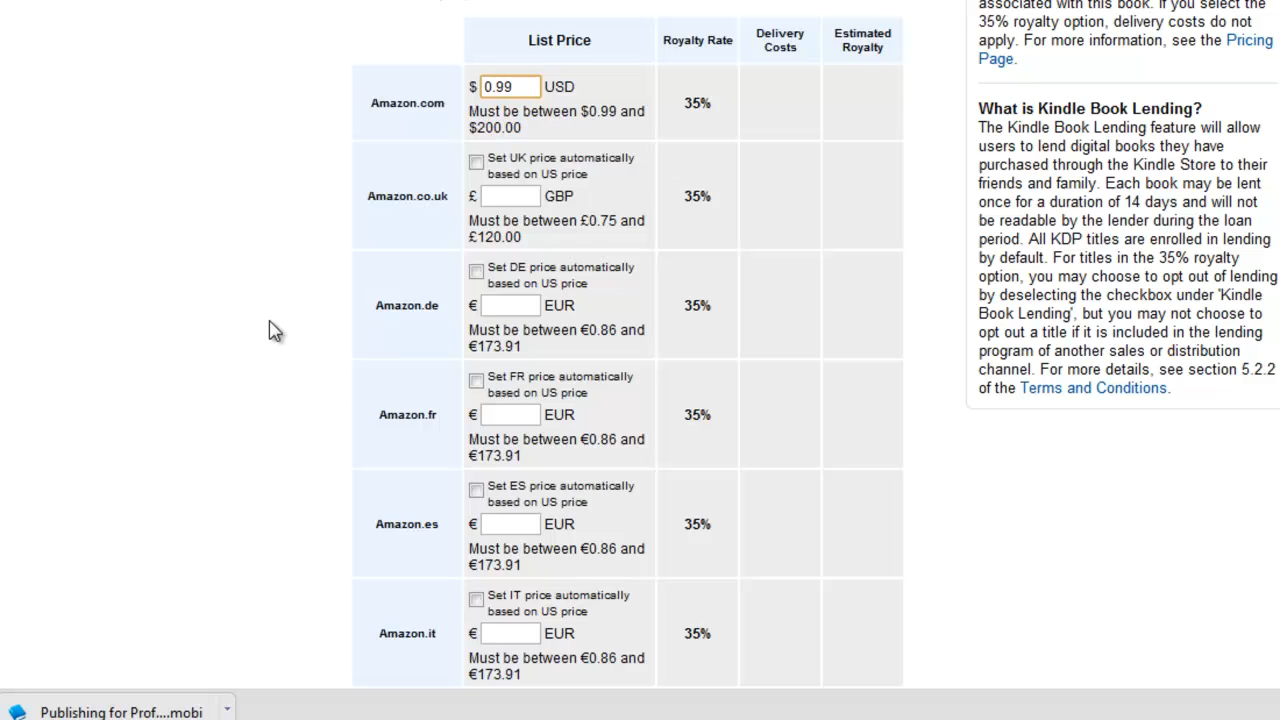 List Price
Royalty Rate
Delivery
Costs
Estimated
Royalty
Amazon.com
$ 0.99 USD
Must be between $0.99 and
$200.00
35%
Amazon.co.uk
Set UK price automatically
based on US price
£ GBP
Must be between £0.75 and
£120.00
35%
Amazon.de
Set DE price automatically
based on US price
€ EUR
Must be between €0.86 and
€173.91
35%
Amazon.fr
Set FR price automatically
based on US price
€ EUR
Must be between €0.86 and
€173.91
35%
Amazon.es
Set ES price automatically
based on US price
€ EUR
Must be between €0.86 and
€173.91
35%
Amazon.it
Set IT price automatically
based on US price
€ EUR
Must be between €0.86 and
€173.91
35%
associated with this book. If you select the
35% royalty option, delivery costs do not
apply. For more information, see the Pricing
Page.
What is Kindle Book Lending?
The Kindle Book Lending feature will allow
users to lend digital books they have
purchased through the Kindle Store to their
friends and family. Each book may be lent
once for a duration of 14 days and will not
be readable by the lender during the loan
period. All KDP titles are enrolled in lending
by default. For titles in the 35% royalty
option, you may choose to opt out of lending
by deselecting the checkbox under 'Kindle
Book Lending', but you may not choose to
opt out a title if it is included in the lending
program of another sales or distribution
channel. For more details, see section 5.2.2
of the Terms and Conditions.
Publishing for Prof....mobi